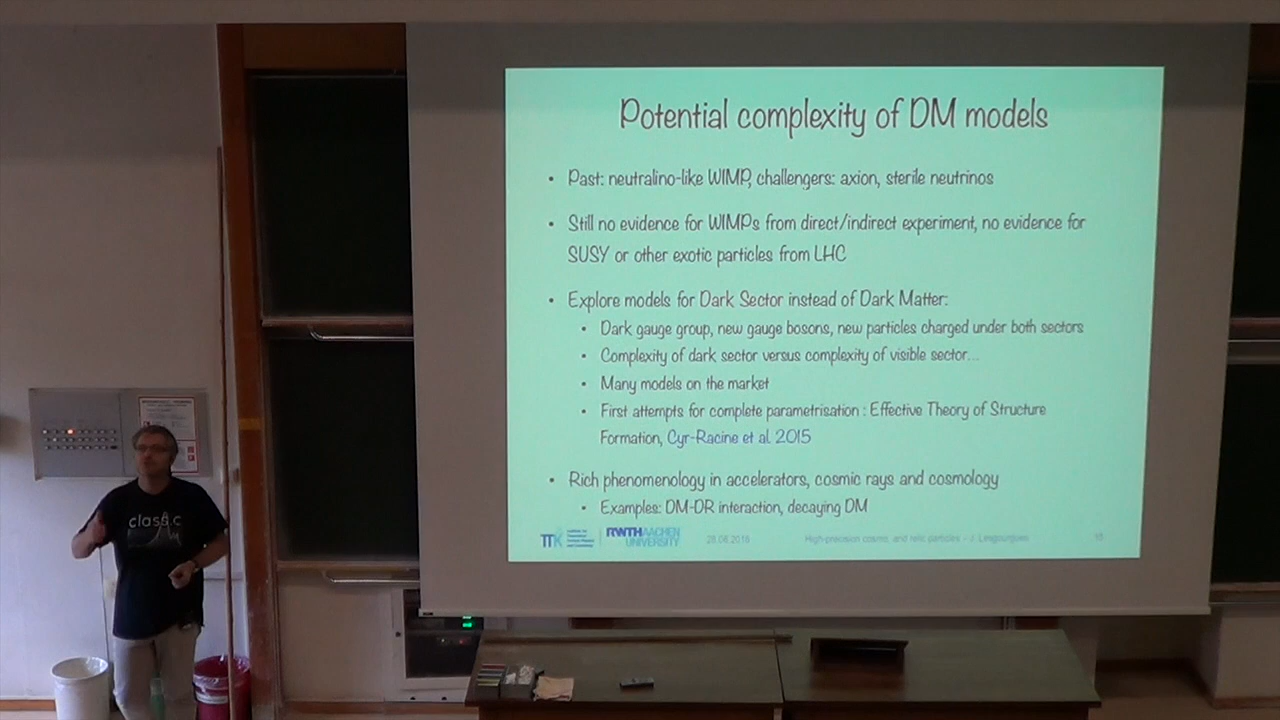 Potential complexity of DM models
• Past: neutralino-like WIMP, challengers: axion, sterile neutrinos
• Still no evidence for WIMPs from direct/indirect experiment, no evidence for
SUSY or other exotic particles from LHC
• Explore models for Dark Sector instead of Dark Matter:
• Dark gauge group, new gauge bosons, new particles charged under both sectors
• Complexity of dark sector versus complexity of visible sector...
• Many models on the market
• First attempts for complete parametrisation : Effective Theory of Structure
Formation, Cyr-Racine et al. 2015
• Rich phenomenology in accelerators, cosmic rays and cosmology
• Examples: DM-DR interaction, decaying DM
TTK
RWTH AACHEN
UNIVERSITY
28.06.2016
High-precision cosmo. and relic particles – J. Lesgourgues
class.c